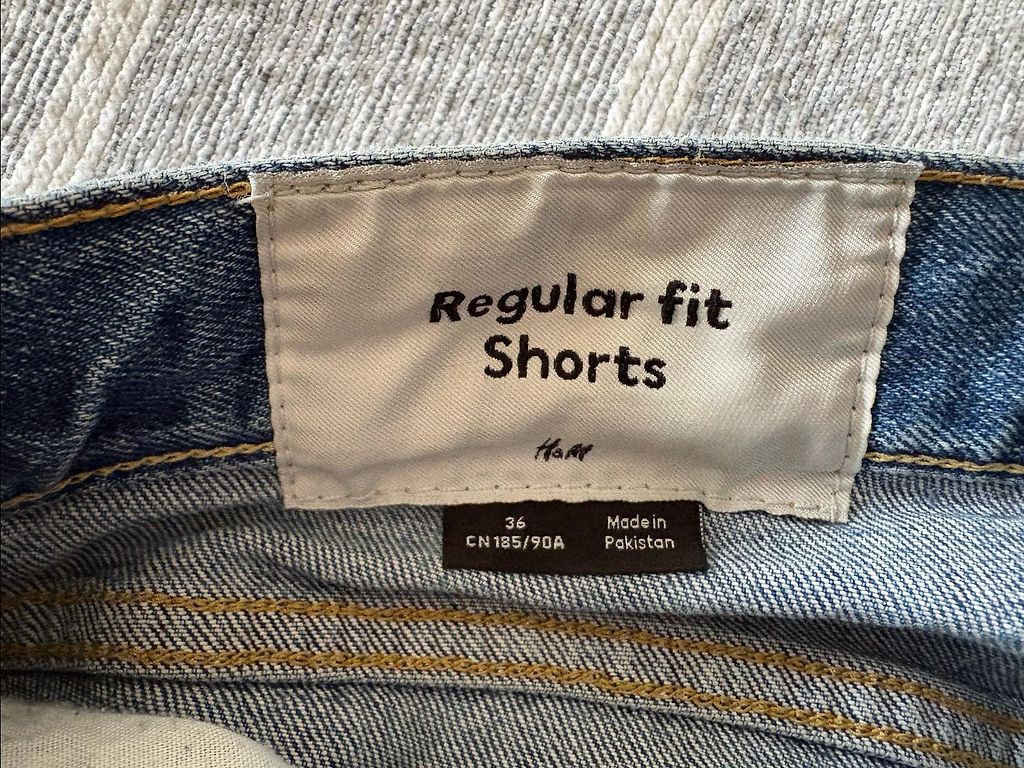 Regular fit
Shorts
H&M
36
CN 185/90A
Made in
Pakistan